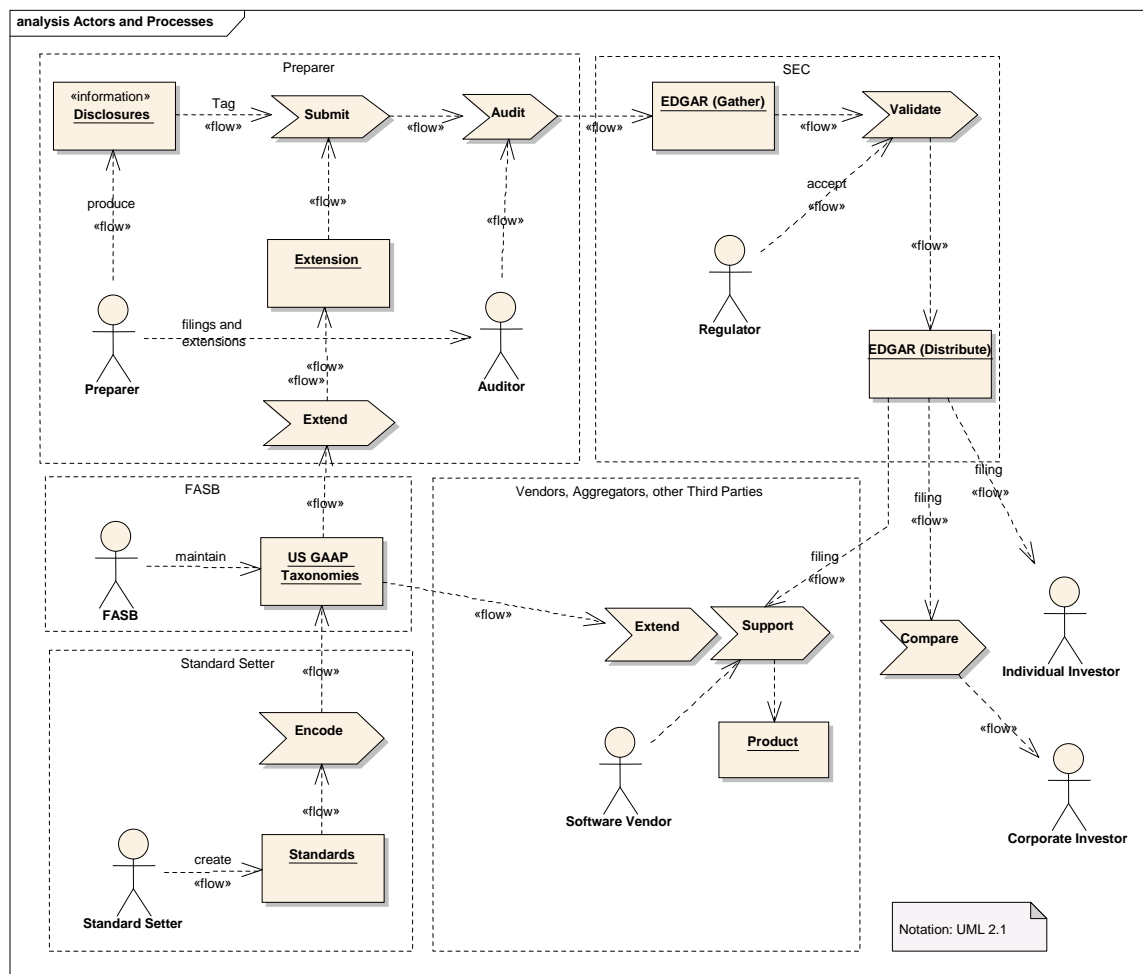 analysis Actors and Processes
Preparer
«information»
Disclosures
Tag
«flow»
Submit
«flow»
Audit
«flow»
SEC
EDGAR (Gather)
«flow»
Validate
produce
«flow»
«flow»
«flow»
accept
«flow»
«flow»
Extension
Regulator
Preparer
filings and
extensions
«flow»
«flow»
Auditor
EDGAR (Distribute)
Extend
FASB
«flow»
FASB
maintain
US GAAP
Taxonomies
Vendors, Aggregators, other Third Parties
«flow»
Extend
filing
«flow»
Support
filing
«flow»
filing
«flow»
Compare
Individual Investor
«flow»
Corporate Investor
Software Vendor
Product
Standard Setter
«flow»
Encode
«flow»
Standard Setter
create
«flow»
Standards
Notation: UML 2.1